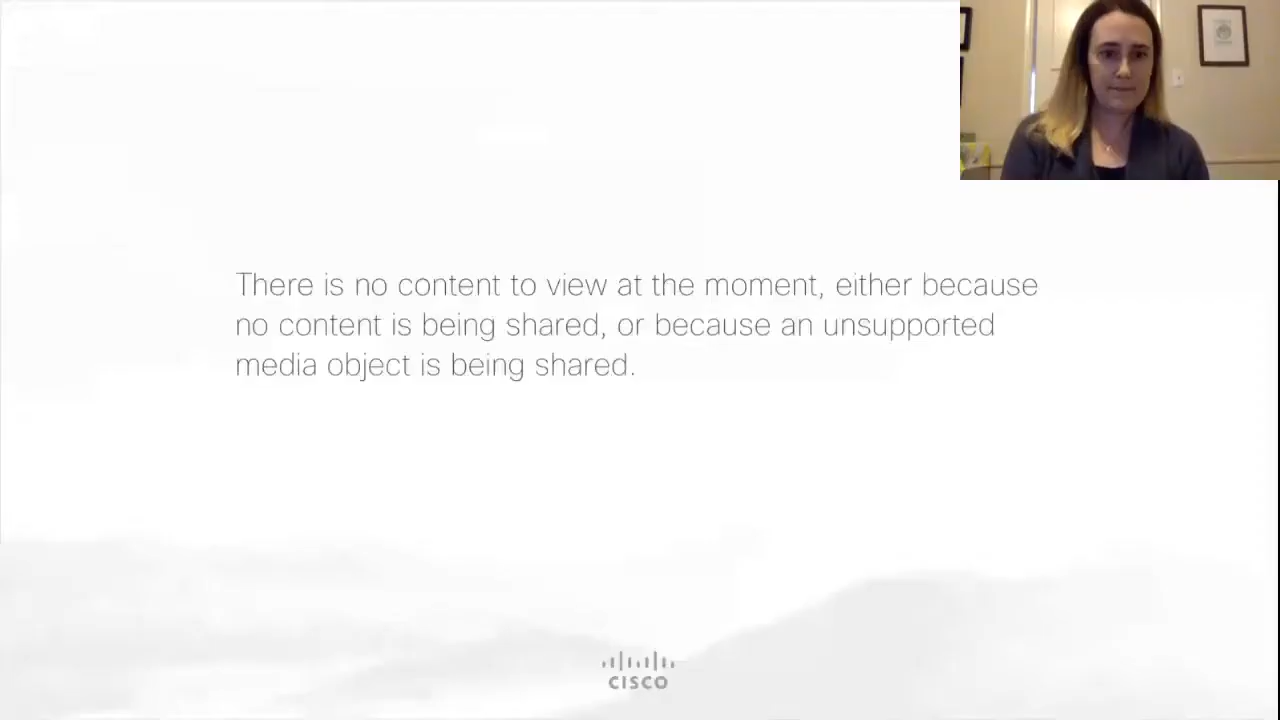 There is no content to view at the moment, either because
no content is being shared, or because an unsupported
media object is being shared.
CISCO